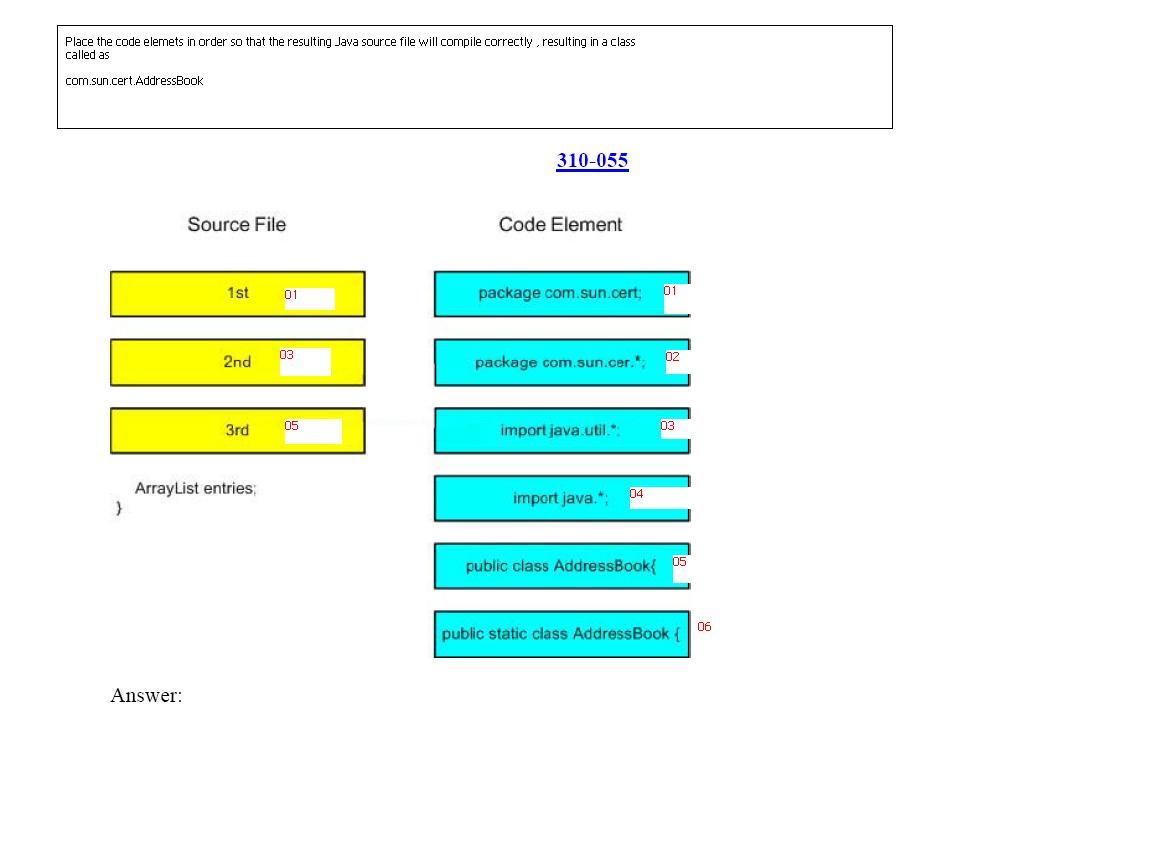 Place the code elemets in order so that the resulting Java source file will compile correctly , resulting in a class
called as
com.sun.cert.AddressBook
310-055
Source File
Code Element
1st 01
package com.sun.cert; 01
2nd 03
package com.sun.cer.*; 02
3rd 05
import java.util.*; 03
ArrayList entries;
}
import java.*; 04
public class AddressBook{ 05
public static class AddressBook { 06
Answer: